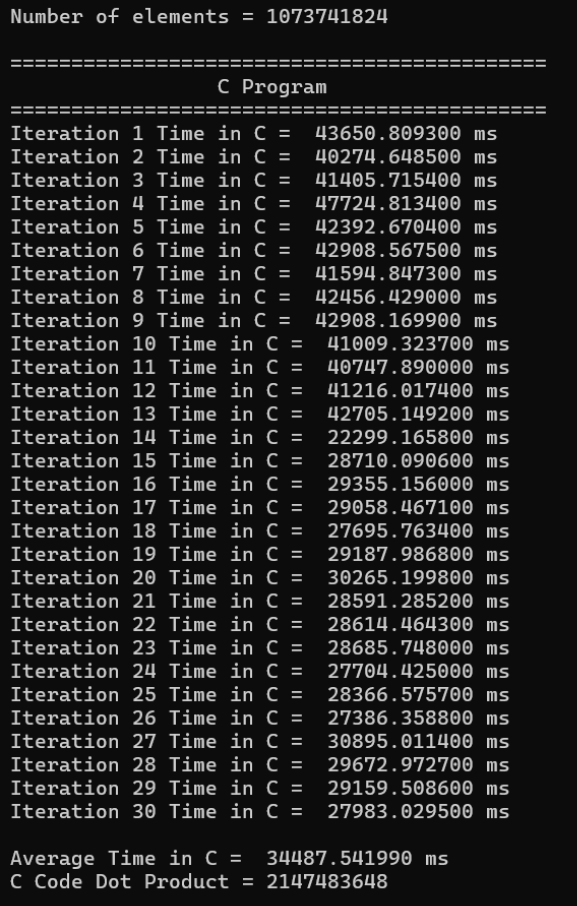 Number of elements = 1073741824
============================================
C Program
============================================
Iteration 1 Time in C =  43650.809300 ms
Iteration 2 Time in C =  40274.648500 ms
Iteration 3 Time in C =  41405.715400 ms
Iteration 4 Time in C =  47724.813400 ms
Iteration 5 Time in C =  42392.670400 ms
Iteration 6 Time in C =  42908.567500 ms
Iteration 7 Time in C =  41594.847300 ms
Iteration 8 Time in C =  42456.429000 ms
Iteration 9 Time in C =  42908.169900 ms
Iteration 10 Time in C =  41009.323700 ms
Iteration 11 Time in C =  40747.890000 ms
Iteration 12 Time in C =  41216.017400 ms
Iteration 13 Time in C =  42705.149200 ms
Iteration 14 Time in C =  22299.165800 ms
Iteration 15 Time in C =  28710.090600 ms
Iteration 16 Time in C =  29355.156000 ms
Iteration 17 Time in C =  29058.467100 ms
Iteration 18 Time in C =  27695.763400 ms
Iteration 19 Time in C =  29187.986800 ms
Iteration 20 Time in C =  30265.199800 ms
Iteration 21 Time in C =  28591.285200 ms
Iteration 22 Time in C =  28614.464300 ms
Iteration 23 Time in C =  28685.748000 ms
Iteration 24 Time in C =  27704.425000 ms
Iteration 25 Time in C =  28366.575700 ms
Iteration 26 Time in C =  27386.358800 ms
Iteration 27 Time in C =  30895.011400 ms
Iteration 28 Time in C =  29672.972700 ms
Iteration 29 Time in C =  29159.508600 ms
Iteration 30 Time in C =  27983.029500 ms
Average Time in C =  34487.541990 ms
C Code Dot Product = 2147483648